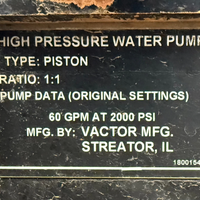 HIGH PRESSURE WATER PUMP
TYPE: PISTON
RATIO: 1:1
PUMP DATA (ORIGINAL SETTINGS)
60 GPM AT 2000 PSI
MFG. BY: VACTOR MFG.
STREATOR, IL